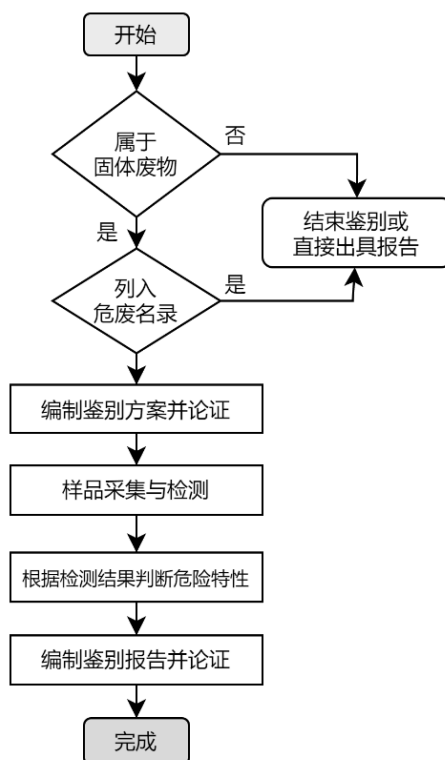 开始
属于
固体废物
否
结束鉴别或
直接出具报告
是
列入
危废名录
是
编制鉴别方案并论证
样品采集与检测
根据检测结果判断危险特性
编制鉴别报告并论证
完成